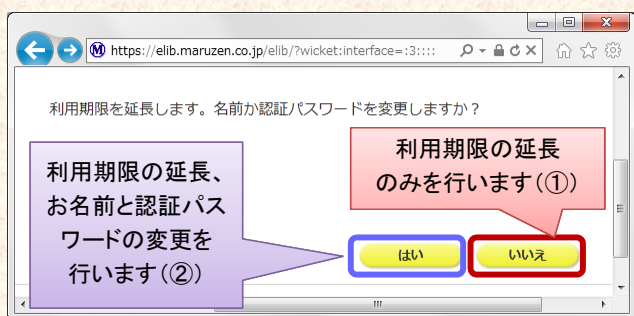 https://elib.maruzen.co.jp/elib/?wicket:interface=:3::::
利用期限を延長します。名前か認証パスワードを変更しますか？
利用期限の延長
のみを行います(①)
利用期限の延長、
お名前と認証パス
ワードの変更を
行います(②)
はい
いいえ